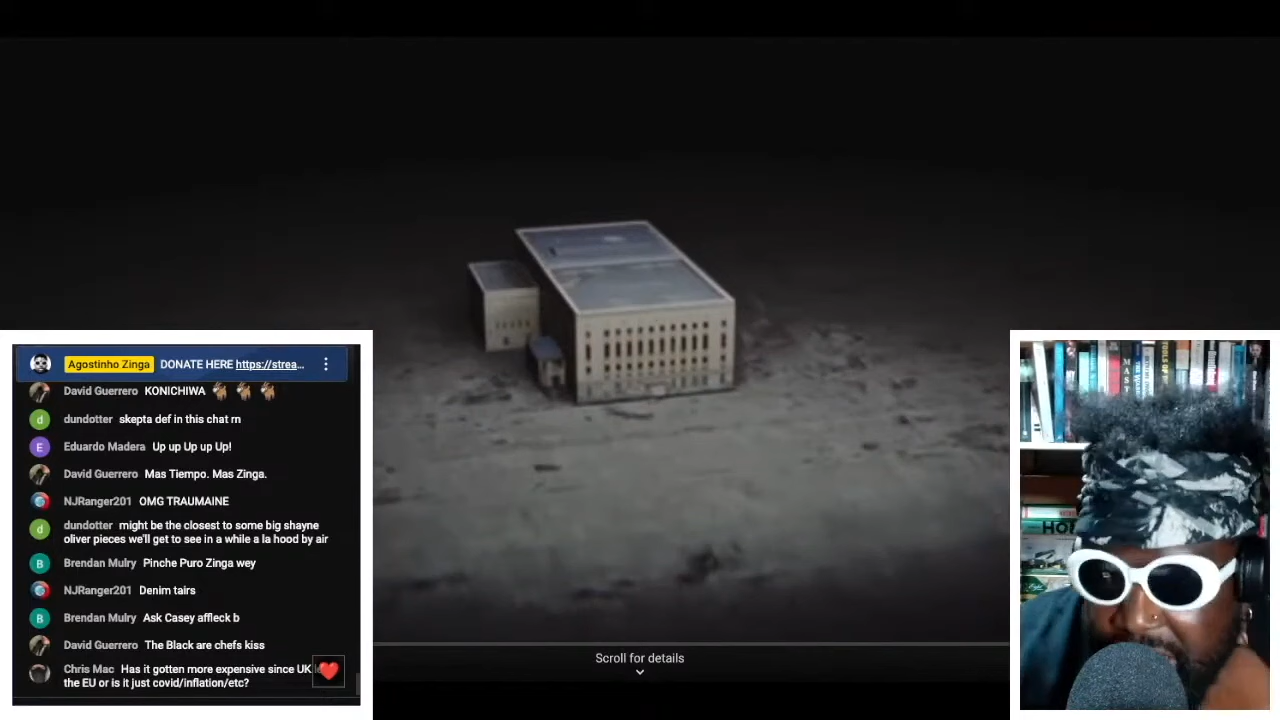 Agostinho Zinga DONATE HERE https://strea...
David Guerrero KONICHIWA
dundotter skepta def in this chat rn
Eduardo Madera Up up Up up Up!
David Guerrero Mas Tiempo. Mas Zinga.
NJRanger201 OMG TRAUMAINE
dundotter might be the closest to some big shayne
oliver pieces we'll get to see in a while a la hood by air
Brendan Mulry Pinche Puro Zinga wey
NJRanger201 Denim tairs
Brendan Mulry Ask Casey affleck b
David Guerrero The Black are chefs kiss
Chris Mac Has it gotten more expensive since UK
the EU or is it just covid/inflation/etc?
Scroll for details